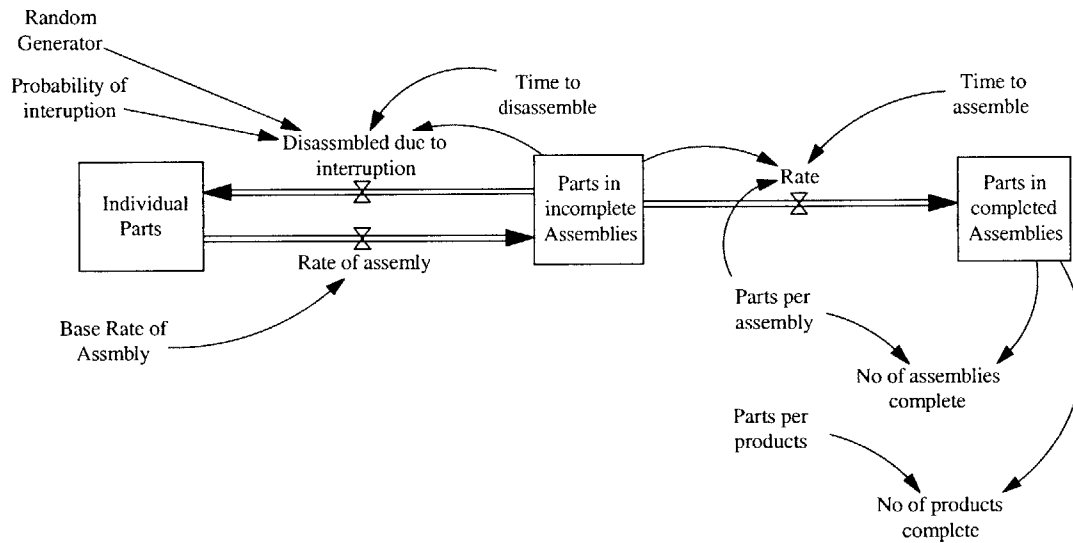 Random
Generator
Probability of
interuption
Time to
disassemble
Time to
assemble
Disassmbled due to
interruption
Individual
Parts
Parts in
incomplete
Assemblies
Rate
Parts in
completed
Assemblies
Rate of assemly
Base Rate of
Assmbly
Parts per
assembly
No of assemblies
complete
Parts per
products
No of products
complete